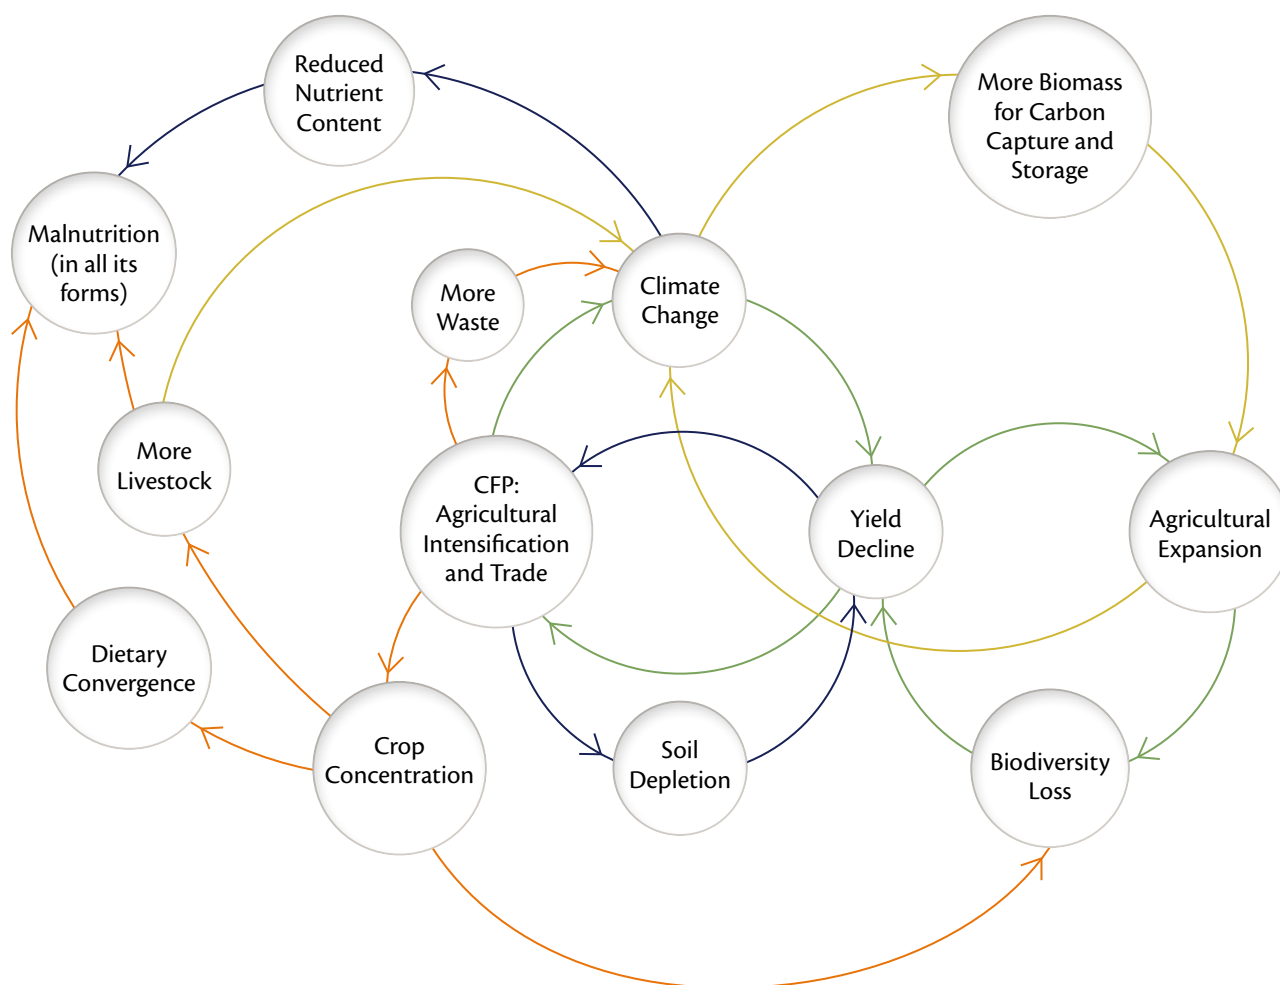 Reduced
Nutrient
Content
More Biomass
for Carbon
Capture and
Storage
Malnutrition
(in all its
forms)
More
Waste
Climate
Change
More
Livestock
CFP:
Agricultural
Intensification
and Trade
Yield
Decline
Agricultural
Expansion
Dietary
Convergence
Crop
Concentration
Soil
Depletion
Biodiversity
Loss